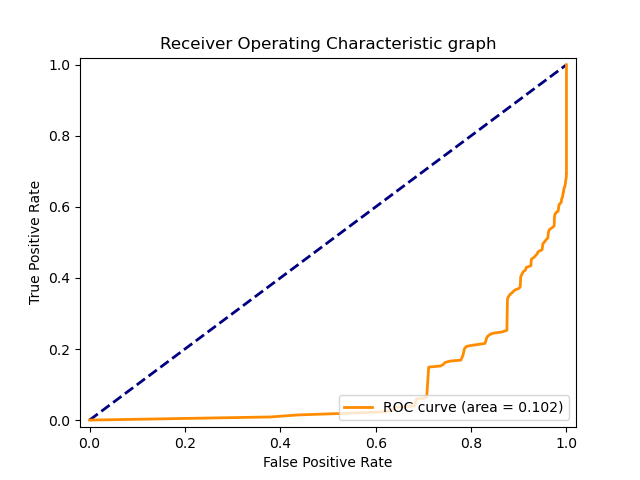 Receiver Operating Characteristic graph
1.0
0.8
0.6
0.4
0.2
0.0
True Positive Rate
ROC curve (area = 0.102)
0.0 0.2 0.4 0.6 0.8 1.0
False Positive Rate